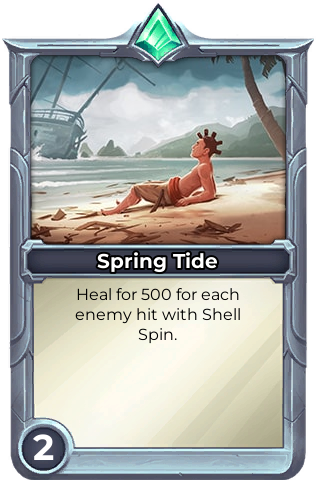 Spring Tide
Heal for 500 for each
enemy hit with Shell
Spin.
2